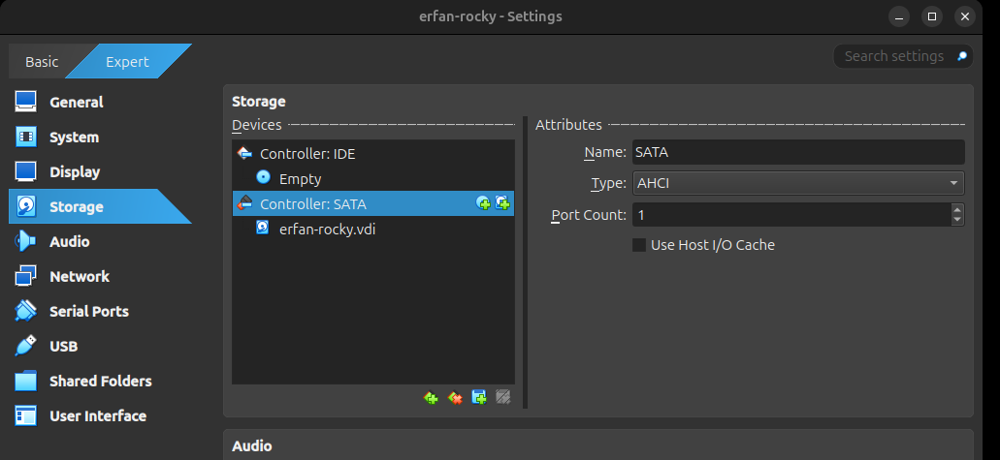 erfan-rocky - Settings
Basic
Expert
Search settings
General
System
Display
Storage
Audio
Network
Serial Ports
USB
Shared Folders
User Interface
Storage
Devices
Controller: IDE
Empty
Controller: SATA
erfan-rocky.vdi
Attributes
Name: SATA
Type: AHCI
Port Count: 1
Use Host I/O Cache
Audio